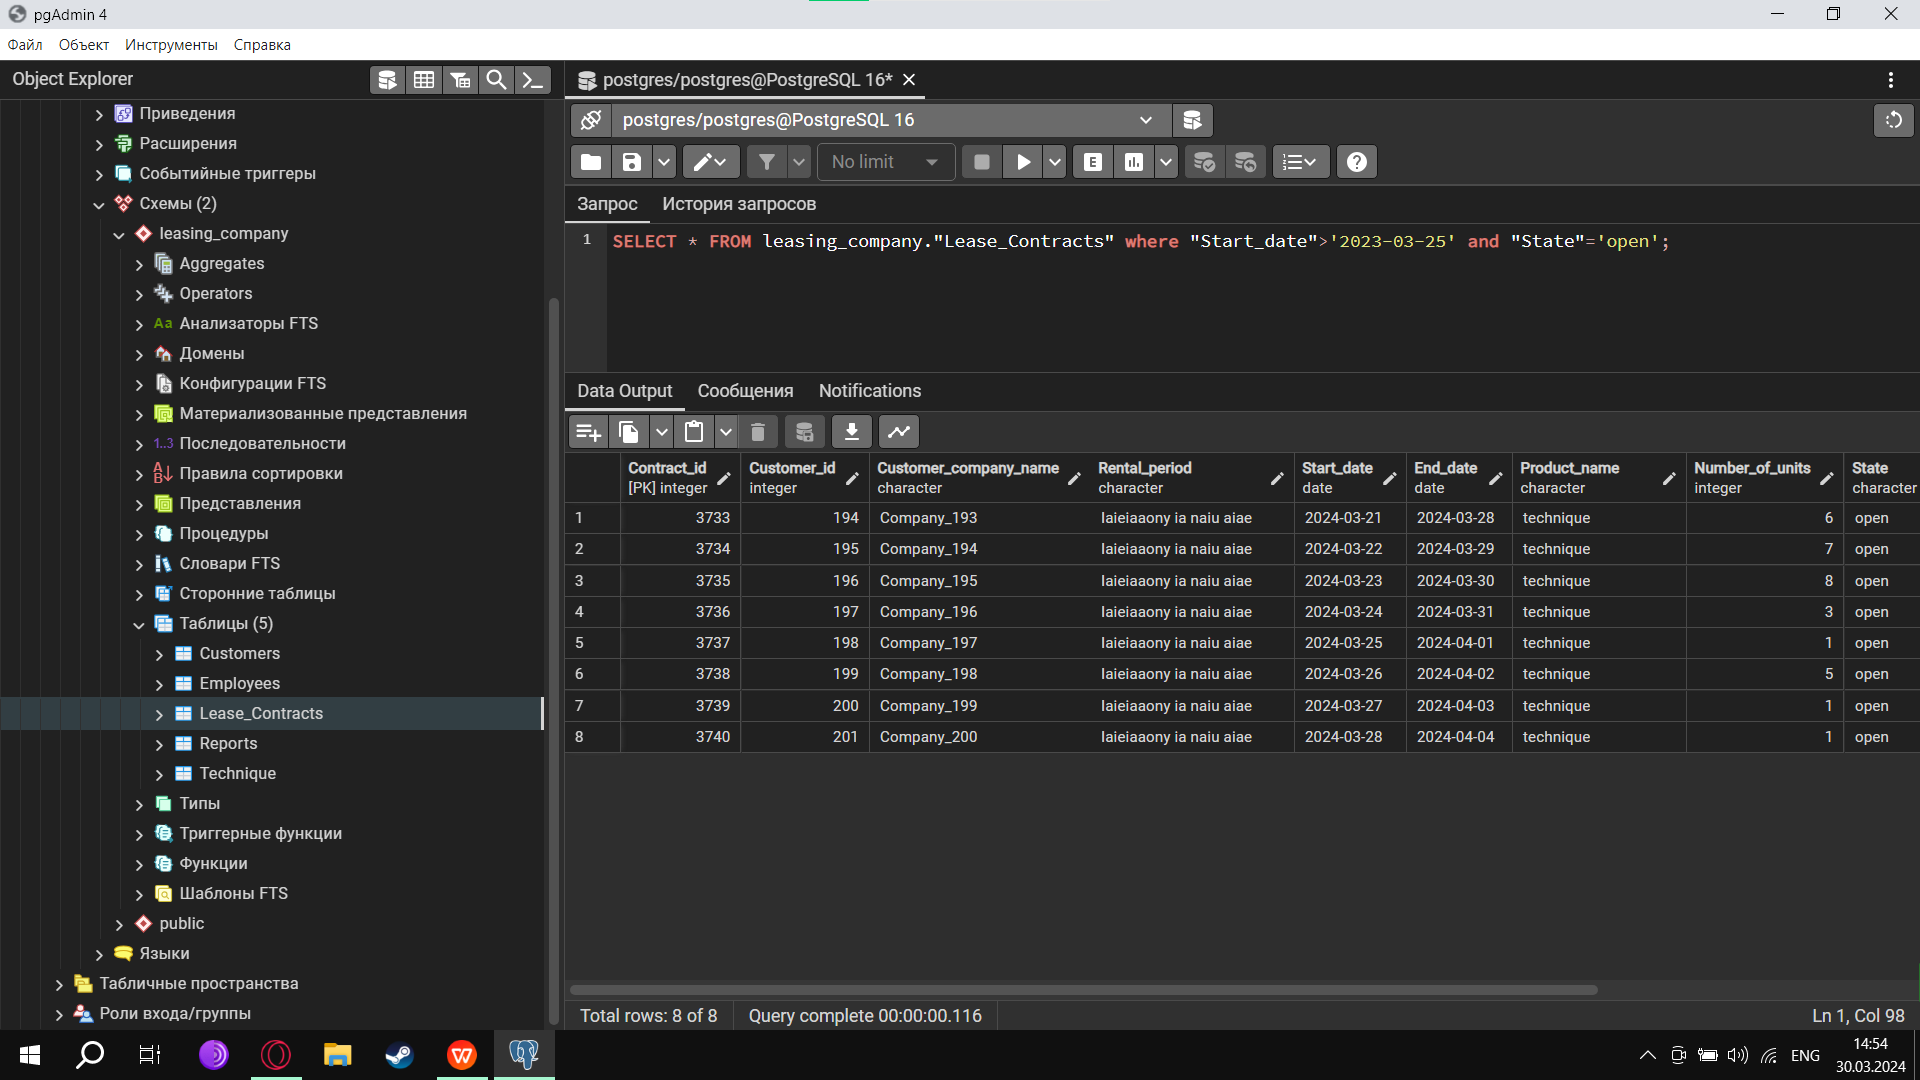 pgAdmin 4
Файл Объект Инструменты Справка
Object Explorer
Приведения
Расширения
Событийные триггеры
Схемы (2)
leasing_company
Aggregates
Operators
Aa Анализаторы FTS
Домены
Конфигурации FTS
Материализованные представления
1..3 Последовательности
Правила сортировки
Представления
Процедуры
Словари FTS
Сторонние таблицы
Таблицы (5)
Customers
Employees
Lease_Contracts
Reports
Technique
Типы
Триггерные функции
Функции
Шаблоны FTS
public
Языки
Табличные пространства
Роли входа/группы
postgres/postgres@PostgreSQL 16*
postgres/postgres@PostgreSQL 16
No limit
E
Запрос История запросов
1 SELECT * FROM leasing_company."Lease_Contracts" where "Start_date">'2023-03-25' and "State"='open';
Data Output Сообщения Notifications
Contract_id Customer_id Customer_company_name Rental_period Start_date End_date Product_name Number_of_units State
[PK] integer integer character character date date character integer character
1 3733 194 Company_193 Iaieiaaony ia naiu aiae 2024-03-21 2024-03-28 technique 6 open
2 3734 195 Company_194 Iaieiaaony ia naiu aiae 2024-03-22 2024-03-29 technique 7 open
3 3735 196 Company_195 Iaieiaaony ia naiu aiae 2024-03-23 2024-03-30 technique 8 open
4 3736 197 Company_196 Iaieiaaony ia naiu aiae 2024-03-24 2024-03-31 technique 3 open
5 3737 198 Company_197 Iaieiaaony ia naiu aiae 2024-03-25 2024-04-01 technique 1 open
6 3738 199 Company_198 Iaieiaaony ia naiu aiae 2024-03-26 2024-04-02 technique 5 open
7 3739 200 Company_199 Iaieiaaony ia naiu aiae 2024-03-27 2024-04-03 technique 1 open
8 3740 201 Company_200 Iaieiaaony ia naiu aiae 2024-03-28 2024-04-04 technique 1 open
Total rows: 8 of 8 Query complete 00:00:00.116 Ln 1, Col 98
ENG
14:54
30.03.2024